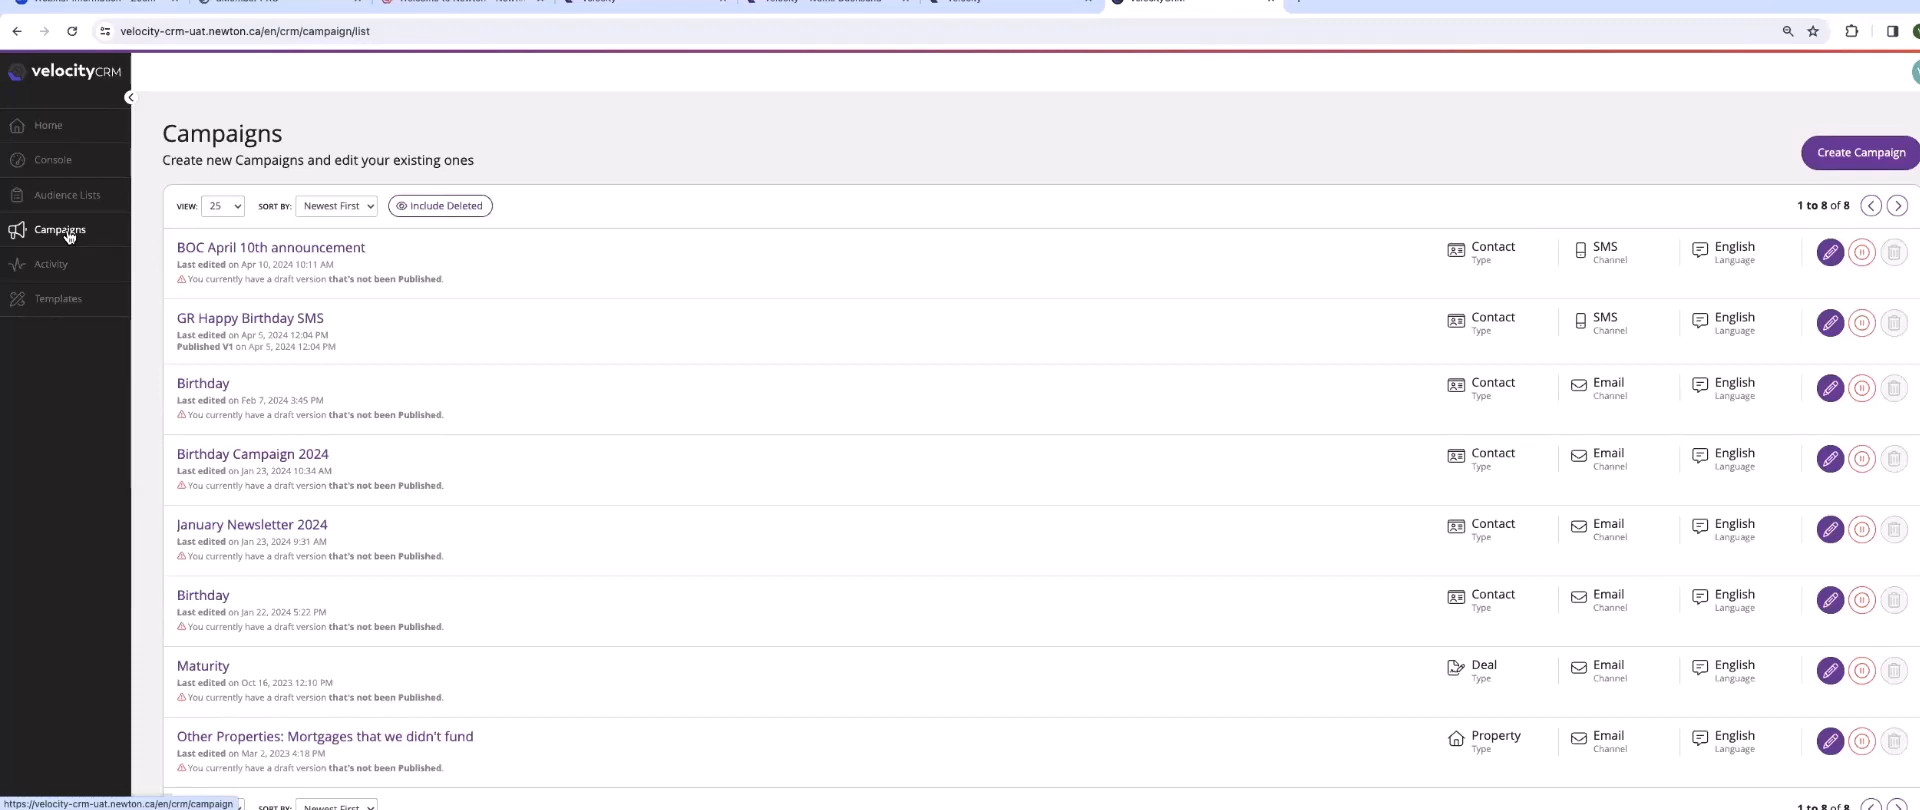 velocity-crm-uat.newton.ca/en/crm/campaign/list
velocityCRM
Home
Console
Audience Lists
Campaigns
Activity
Templates
Campaigns
Create new Campaigns and edit your existing ones
Create Campaign
VIEW: 25 SORT BY: Newest First Include Deleted 1 to 8 of 8
BOC April 10th announcement
Last edited on Apr 10, 2024 10:11 AM
You currently have a draft version that's not been Published.
Contact SMS English
Type Channel Language
GR Happy Birthday SMS
Last edited on Apr 5, 2024 12:04 PM
Published V1 on Apr 5, 2024 12:04 PM
Contact SMS English
Type Channel Language
Birthday
Last edited on Feb 7, 2024 3:45 PM
You currently have a draft version that's not been Published.
Contact Email English
Type Channel Language
Birthday Campaign 2024
Last edited on Jan 23, 2024 10:34 AM
You currently have a draft version that's not been Published.
Contact Email English
Type Channel Language
January Newsletter 2024
Last edited on Jan 23, 2024 9:31 AM
You currently have a draft version that's not been Published.
Contact Email English
Type Channel Language
Birthday
Last edited on Jan 22, 2024 5:22 PM
You currently have a draft version that's not been Published.
Contact Email English
Type Channel Language
Maturity
Last edited on Oct 16, 2023 12:10 PM
You currently have a draft version that's not been Published.
Deal Email English
Type Channel Language
Other Properties: Mortgages that we didn't fund
Last edited on Mar 2, 2023 4:18 PM
You currently have a draft version that's not been Published.
Property Email English
Type Channel Language
https://velocity-crm-uat.newton.ca/en/crm/campaign
SORT BY: Newest First 1 to 8 of 8